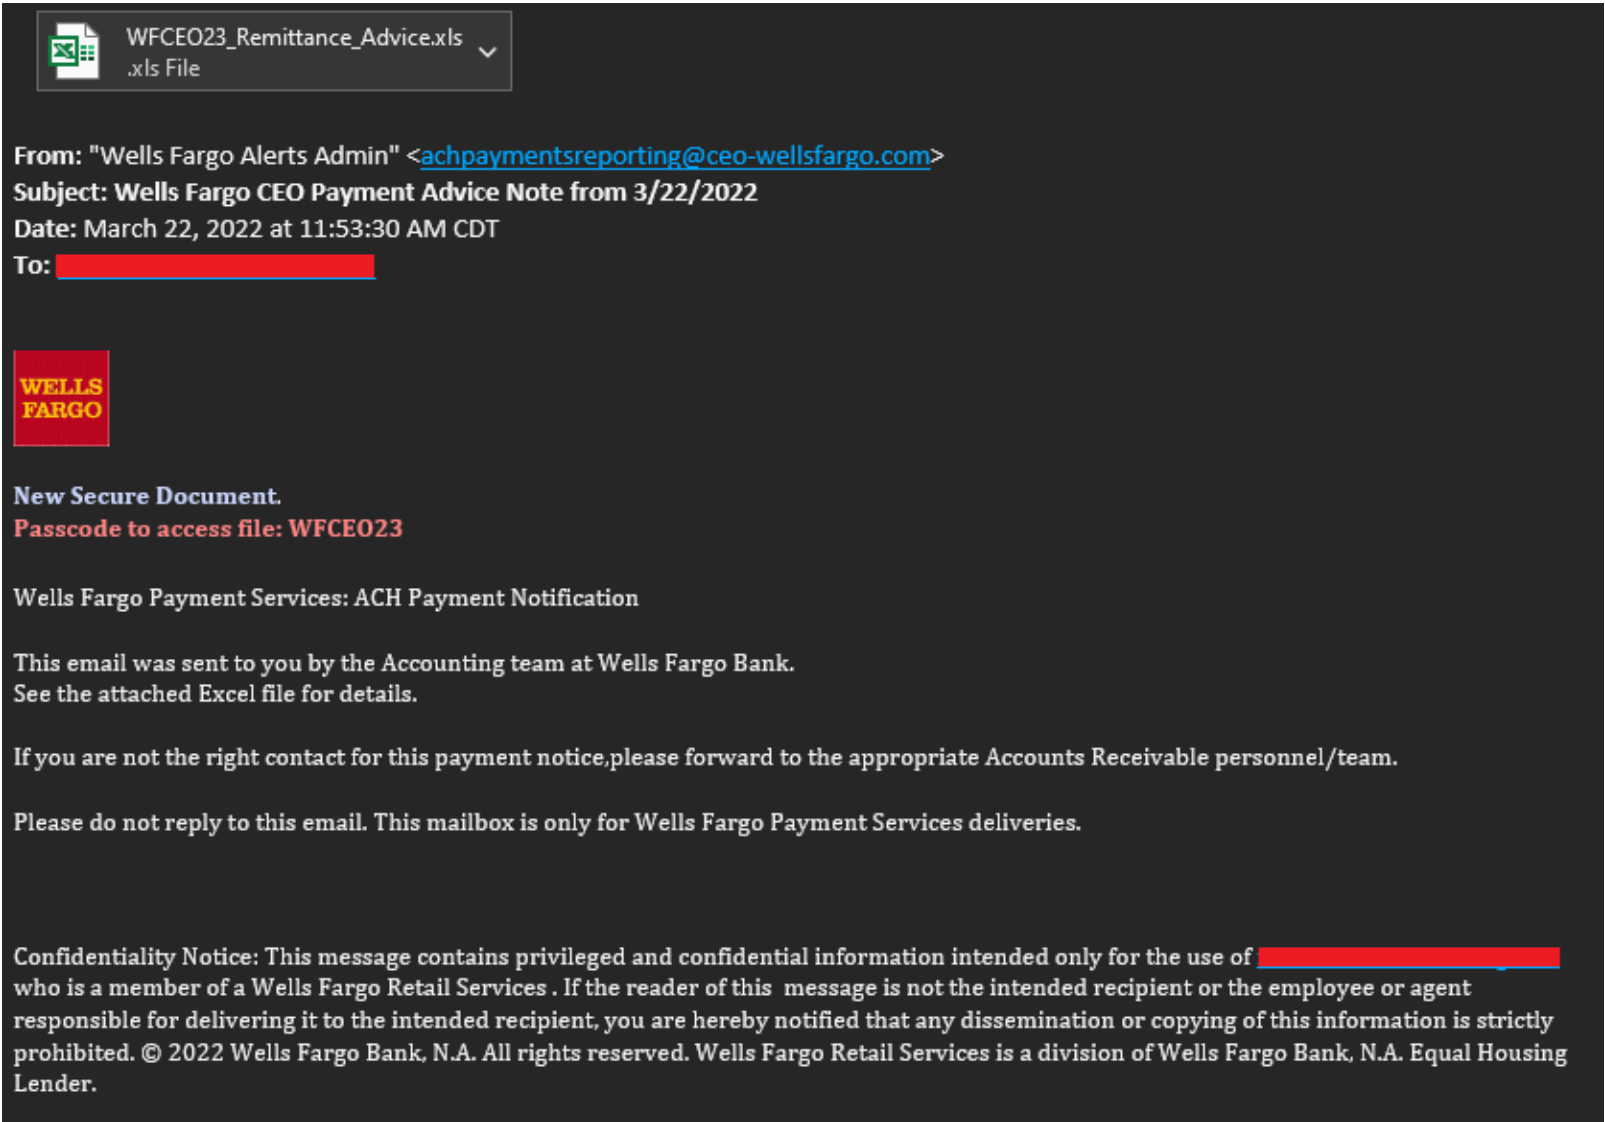 WFCEO23_Remittance_Advice.xls
.xls File
From: "Wells Fargo Alerts Admin" <achpaymentsreporting@ceo-wellsfargo.com>
Subject: Wells Fargo CEO Payment Advice Note from 3/22/2022
Date: March 22, 2022 at 11:53:30 AM CDT
To:
WELLS
FARGO
New Secure Document.
Passcode to access file: WFCEO23
Wells Fargo Payment Services: ACH Payment Notification
This email was sent to you by the Accounting team at Wells Fargo Bank.
See the attached Excel file for details.
If you are not the right contact for this payment notice,please forward to the appropriate Accounts Receivable personnel/team.
Please do not reply to this email. This mailbox is only for Wells Fargo Payment Services deliveries.
Confidentiality Notice: This message contains privileged and confidential information intended only for the use of
who is a member of a Wells Fargo Retail Services . If the reader of this  message is not the intended recipient or the employee or agent
responsible for delivering it to the intended recipient, you are hereby notified that any dissemination or copying of this information is strictly
prohibited. © 2022 Wells Fargo Bank, N.A. All rights reserved. Wells Fargo Retail Services is a division of Wells Fargo Bank, N.A. Equal Housing
Lender.